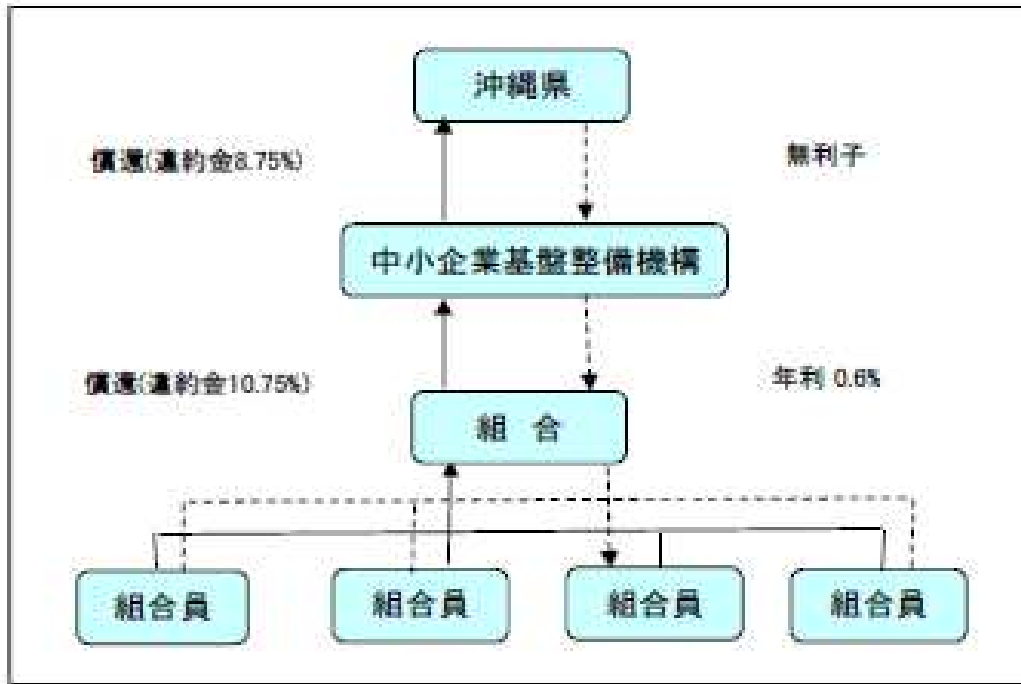 沖縄県
償還(違約金8.75%)
無利子
中小企業基盤整備機構
償還(違約金10.75%)
年利 0.6%
組 合
組合員
組合員
組合員
組合員